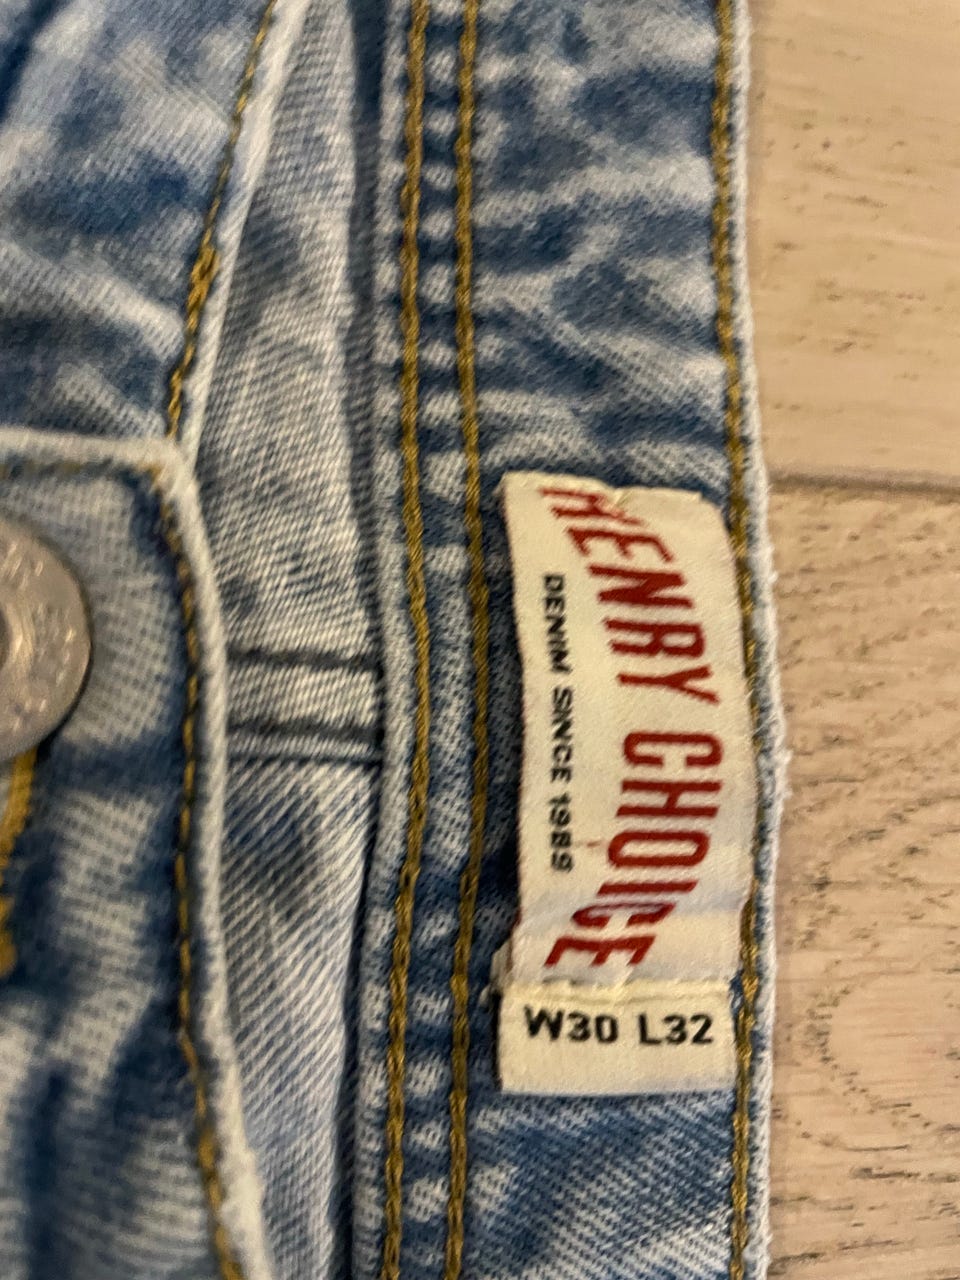 HENRY CHOICE
DENIM SINCE 1989
W30 L32